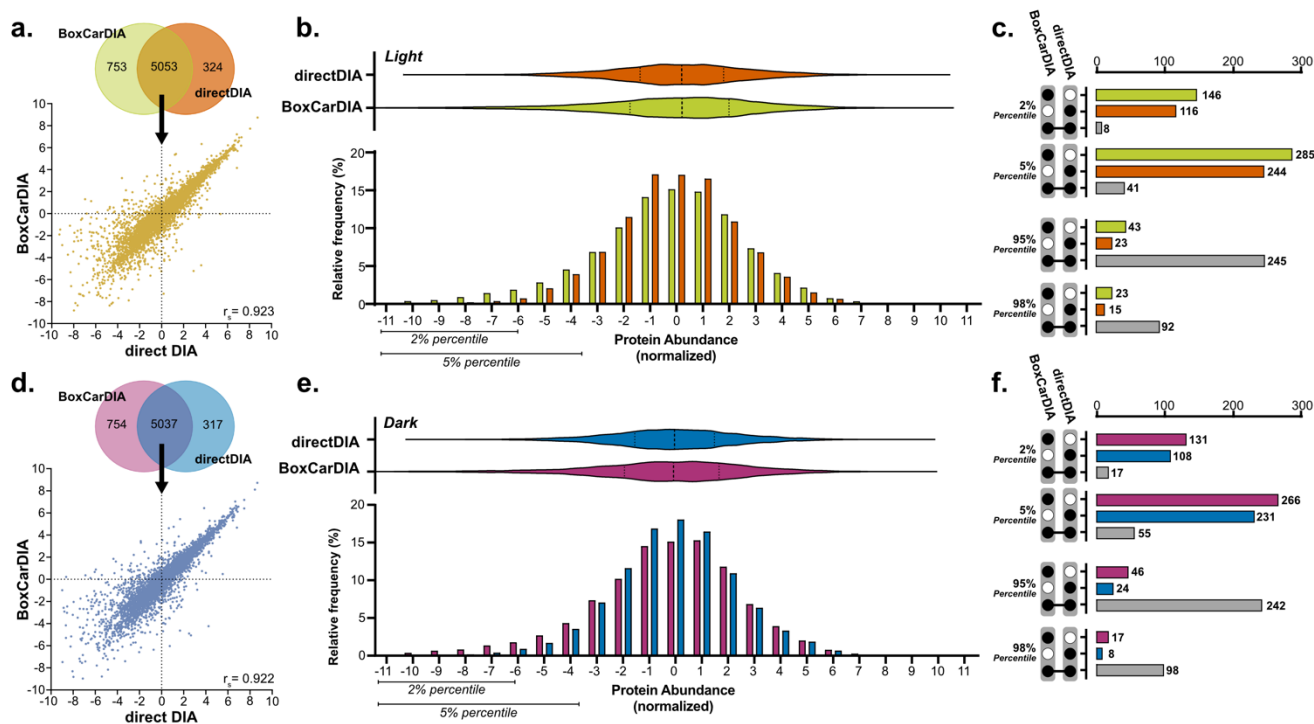 a.
BoxCarDIA
753
5053
324
directDIA
10
8
6
4
2
0
-2
-4
-6
-8
-10
BoxCarDIA
-10 -8 -6 -4 -2 0 2 4 6 8 10
direct DIA
rs= 0.923
b.
Light
directDIA
BoxCarDIA
20
15
10
5
0
Relative frequency (%)
-11 -10 -9 -8 -7 -6 -5 -4 -3 -2 -1 0 1 2 3 4 5 6 7 8 9 10 11
2% percentile
5% percentile
Protein Abundance
(normalized)
c.
BoxCarDIA
directDIA
0 100 200 300
2%
Percentile
146
116
8
5%
Percentile
285
244
41
95%
Percentile
43
23
245
98%
Percentile
23
15
92
d.
BoxCarDIA
754
5037
317
directDIA
10
8
6
4
2
0
-2
-4
-6
-8
-10
BoxCarDIA
-10 -8 -6 -4 -2 0 2 4 6 8 10
direct DIA
rs= 0.922
e.
Dark
directDIA
BoxCarDIA
20
15
10
5
0
Relative frequency (%)
-11 -10 -9 -8 -7 -6 -5 -4 -3 -2 -1 0 1 2 3 4 5 6 7 8 9 10 11
2% percentile
5% percentile
Protein Abundance
(normalized)
f.
BoxCarDIA
directDIA
0 100 200 300
2%
Percentile
131
108
17
5%
Percentile
266
231
55
95%
Percentile
46
24
242
98%
Percentile
17
8
98